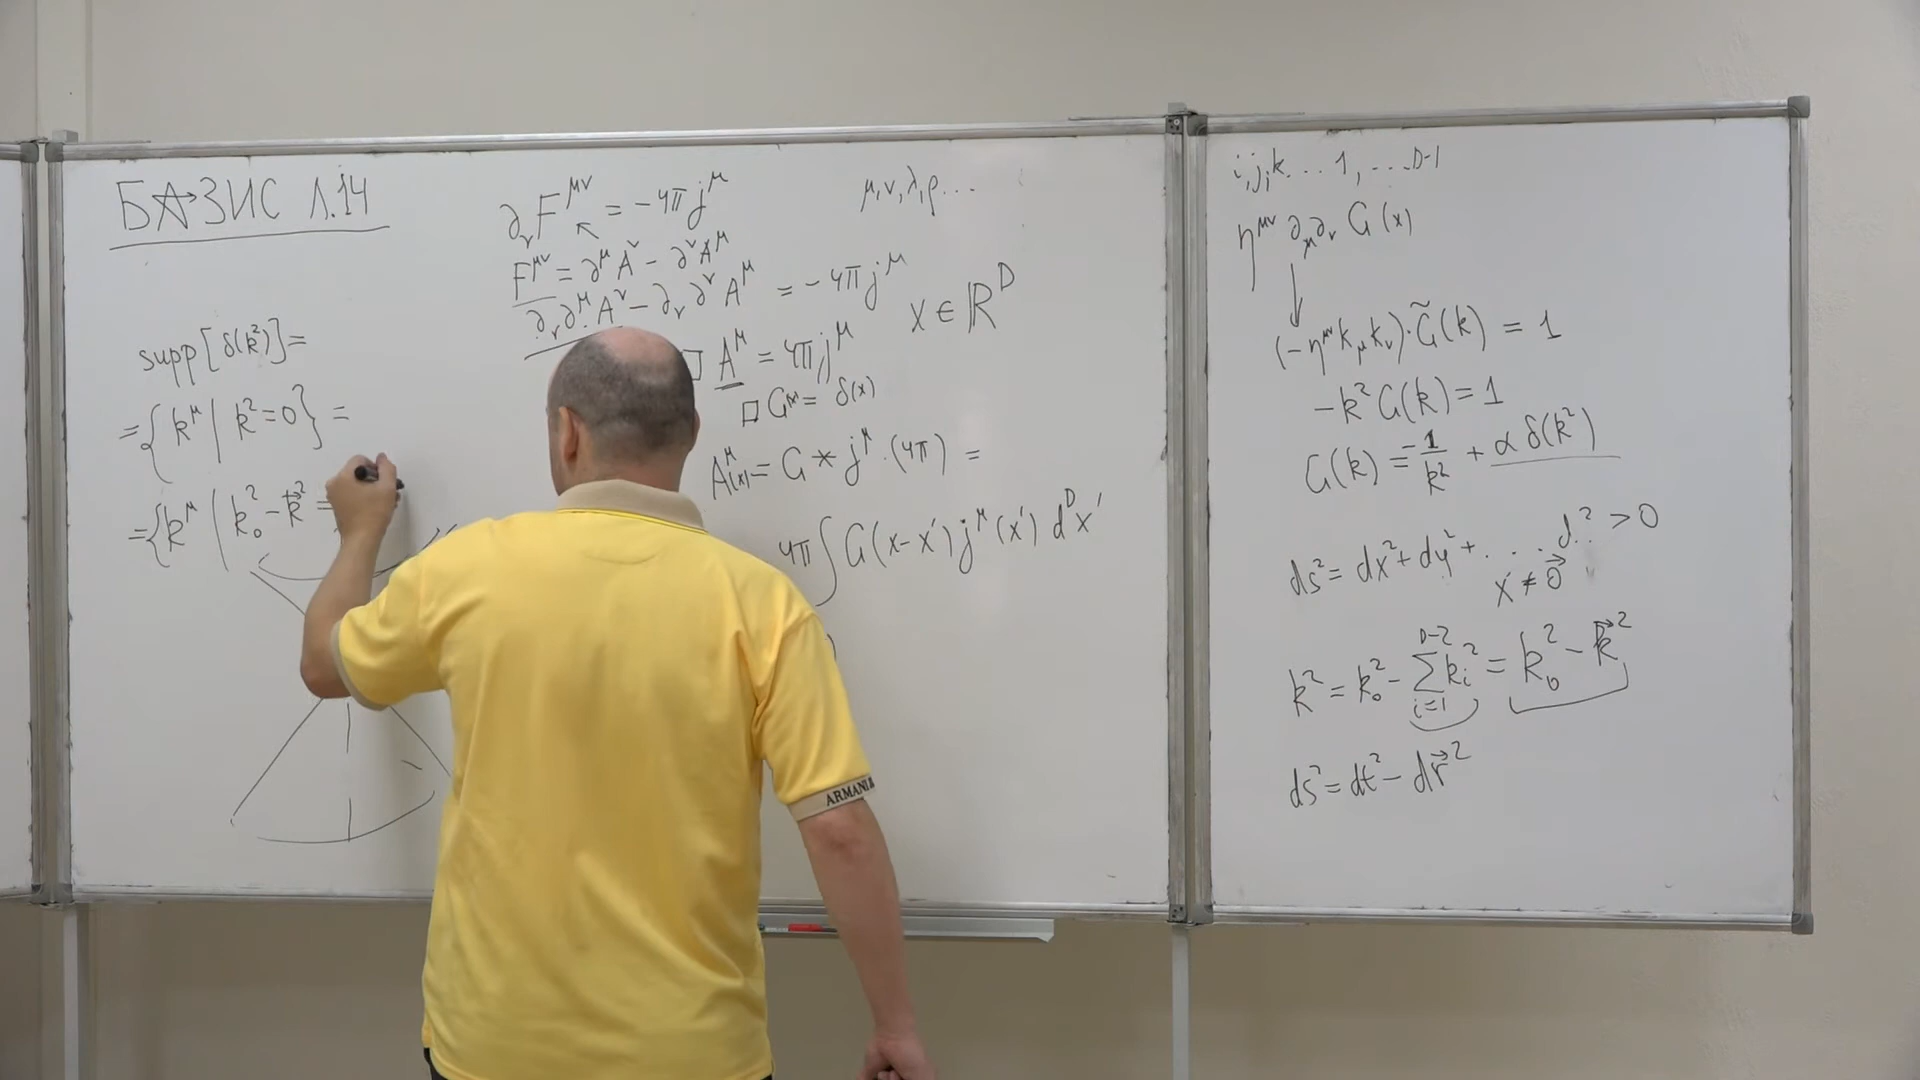 БАЗИС Л.14
supp[δ(k²)]=
={k^μ | k²=0}=
={k^μ | k₀²-k⃗²=
∂_ν F^{μν} = -4π j^μ
μ,ν,λ,ρ...
F^{μν} = ∂^μ A^ν - ∂^ν A^μ
∂_ν ∂^μ A^ν - ∂_ν ∂^ν A^μ = -4π j^μ
x ∈ ℝ^D
□ A^μ = 4π j^μ
□ G(x) = δ(x)
A^μ(x) = G * j^μ · (4π) =
4π ∫ G(x-x') j^μ(x') d^D x'
i,j,k...1,...D-1
η^{μν} ∂_μ ∂_ν G(x)
(-η^{μν} k_μ k_ν)·G̃(k) = 1
-k² G(k) = 1
G(k) = -1/k² + α δ(k²)
ds² = dx² + dy² + ... d..² > 0
x⃗ ≠ 0⃗
k² = k₀² - ∑_{i=1}^{D-2} k_i² = k₀² - k⃗²
ds² = dt² - dr⃗²
ARMANI